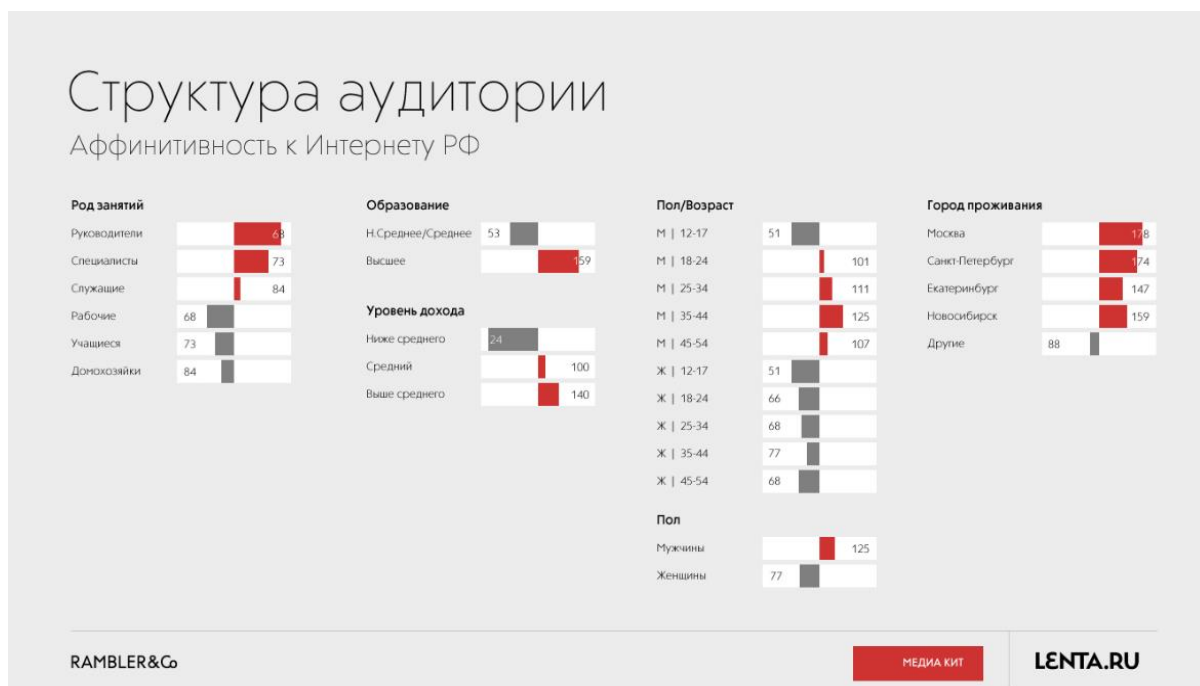 Структура аудитории
Аффинитивность к Интернету РФ
Род занятий
Руководители 68
Специалисты 73
Служащие 84
Рабочие 68
Учащиеся 73
Домохозяйки 84
Образование
Н.Среднее/Среднее 53
Высшее 159
Уровень дохода
Ниже среднего 24
Средний 100
Выше среднего 140
Пол/Возраст
М | 12-17 51
М | 18-24 101
М | 25-34 111
М | 35-44 125
М | 45-54 107
Ж | 12-17 51
Ж | 18-24 66
Ж | 25-34 68
Ж | 35-44 77
Ж | 45-54 68
Пол
Мужчины 125
Женщины 77
Город проживания
Москва 178
Санкт-Петербург 174
Екатеринбург 147
Новосибирск 159
Другие 88
RAMBLER&Co
МЕДИА КИТ
LENTA.RU